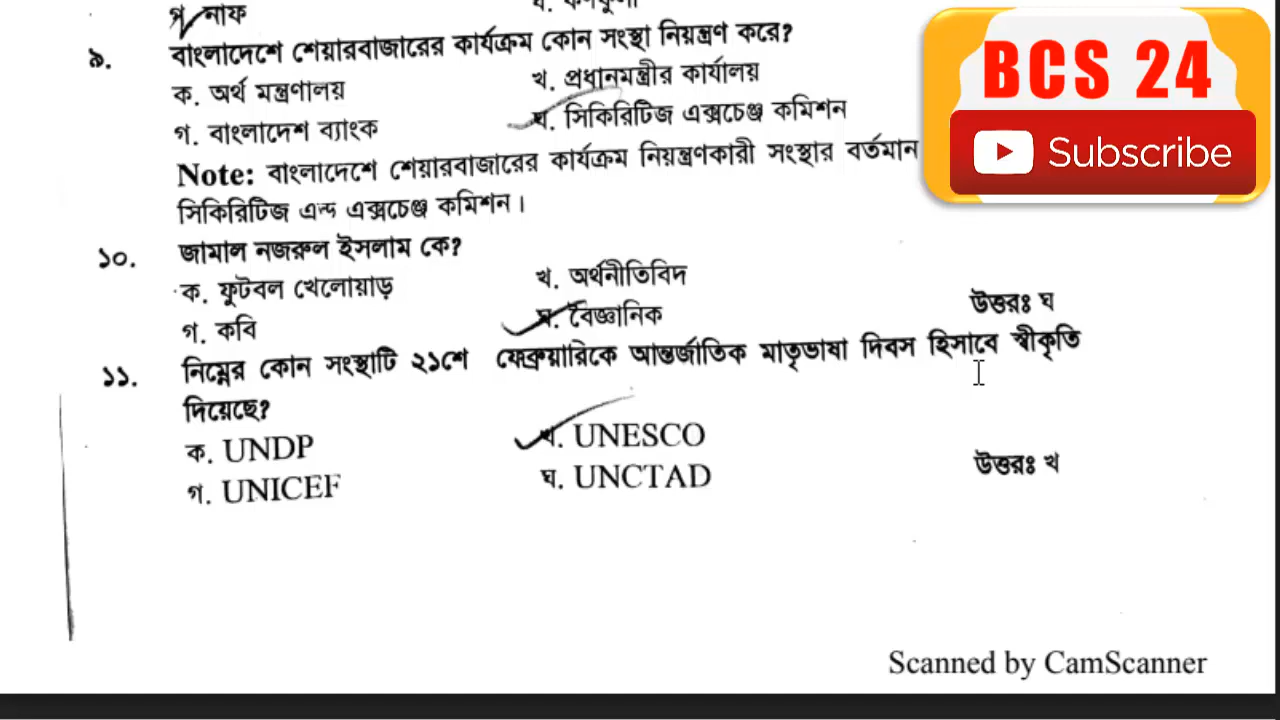 গ. নাফ
৯. বাংলাদেশে শেয়ারবাজারের কার্যক্রম কোন সংস্থা নিয়ন্ত্রণ করে?
ক. অর্থ মন্ত্রণালয় খ. প্রধানমন্ত্রীর কার্যালয়
গ. বাংলাদেশ ব্যাংক ঘ. সিকিরিটিজ এক্সচেঞ্জ কমিশন
Note: বাংলাদেশে শেয়ারবাজারের কার্যক্রম নিয়ন্ত্রণকারী সংস্থার বর্তমান
সিকিরিটিজ এন্দ এক্সচেঞ্জ কমিশন।
১০. জামাল নজরুল ইসলাম কে?
ক. ফুটবল খেলোয়াড় খ. অর্থনীতিবিদ
গ. কবি ঘ. বৈজ্ঞানিক উত্তরঃ ঘ
১১. নিম্নের কোন সংস্থাটি ২১শে ফেব্রুয়ারিকে আন্তর্জাতিক মাতৃভাষা দিবস হিসাবে স্বীকৃতি
দিয়েছে?
ক. UNDP খ. UNESCO
গ. UNICEF ঘ. UNCTAD উত্তরঃ খ
Scanned by CamScanner
BCS 24
Subscribe